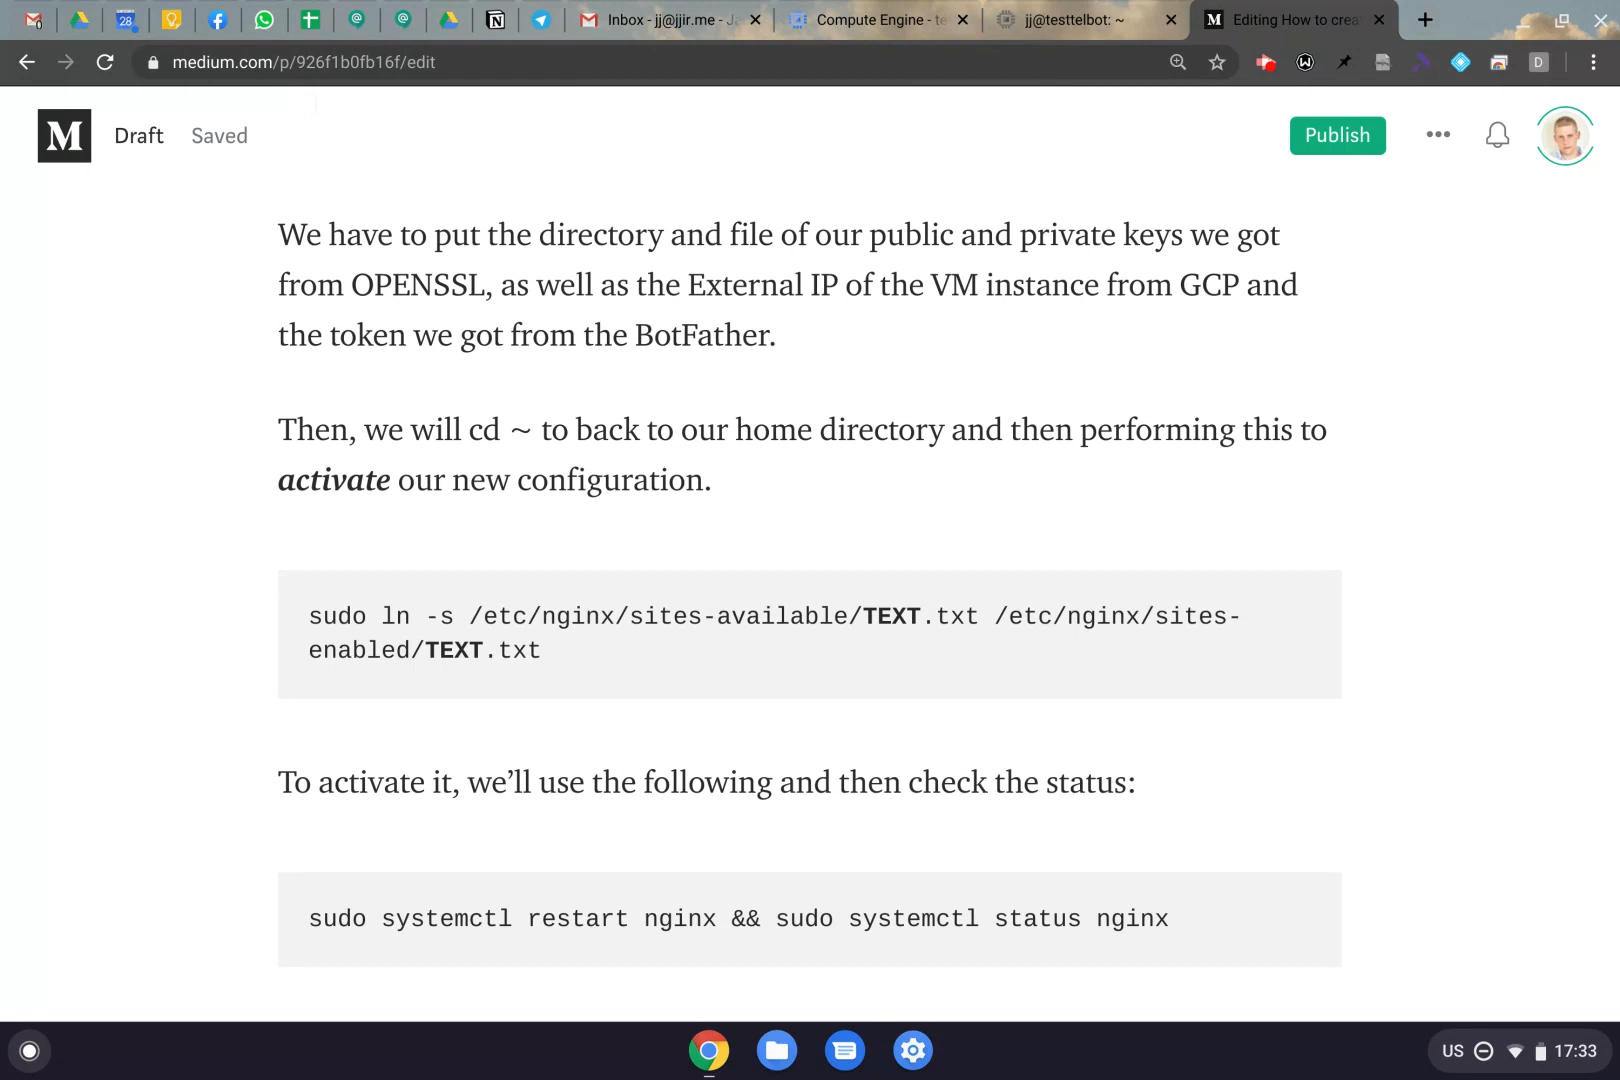 28
Inbox - jj@jjir.me - Ja
Compute Engine - te
jj@testtelbot: ~
M
Editing How to crea
medium.com/p/926f1b0fb16f/edit
D
M
Draft
Saved
Publish
We have to put the directory and file of our public and private keys we got
from OPENSSL, as well as the External IP of the VM instance from GCP and
the token we got from the BotFather.
Then, we will cd ~ to back to our home directory and then performing this to
activate our new configuration.
sudo ln -s /etc/nginx/sites-available/TEXT.txt /etc/nginx/sites-
enabled/TEXT.txt
To activate it, we’ll use the following and then check the status:
sudo systemctl restart nginx && sudo systemctl status nginx
US
17:33